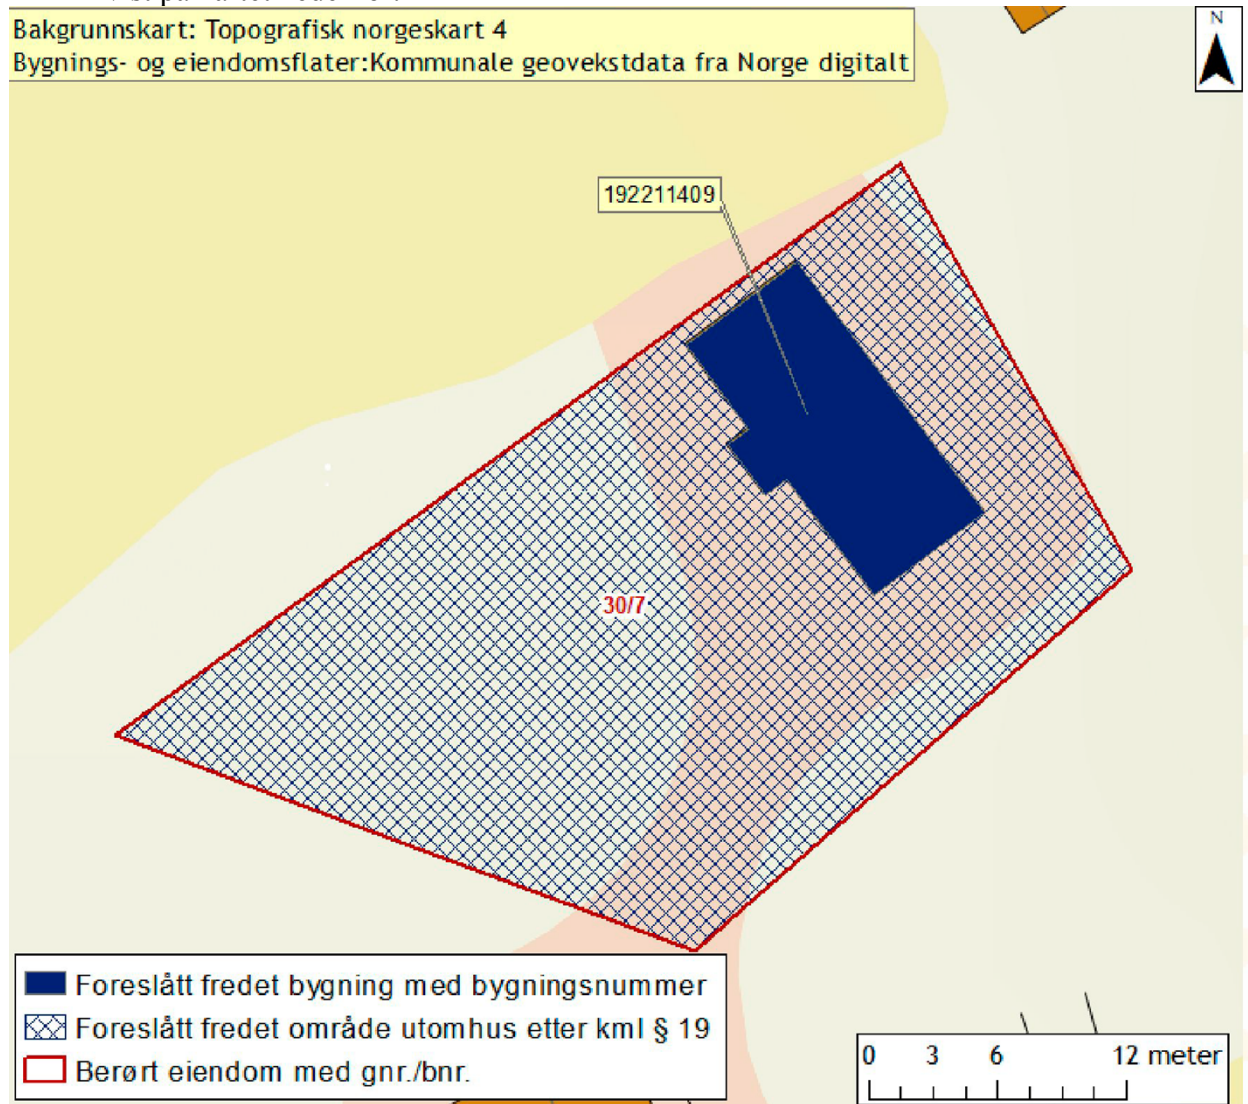 Bakgrunnskart: Topografisk norgeskart 4
Bygnings- og eiendomsflater:Kommunale geovekstdata fra Norge digitalt
N
192211409
30/7
Foreslått fredet bygning med bygningsnummer
Foreslått fredet område utomhus etter kml § 19
Berørt eiendom med gnr./bnr.
0 3 6 12 meter